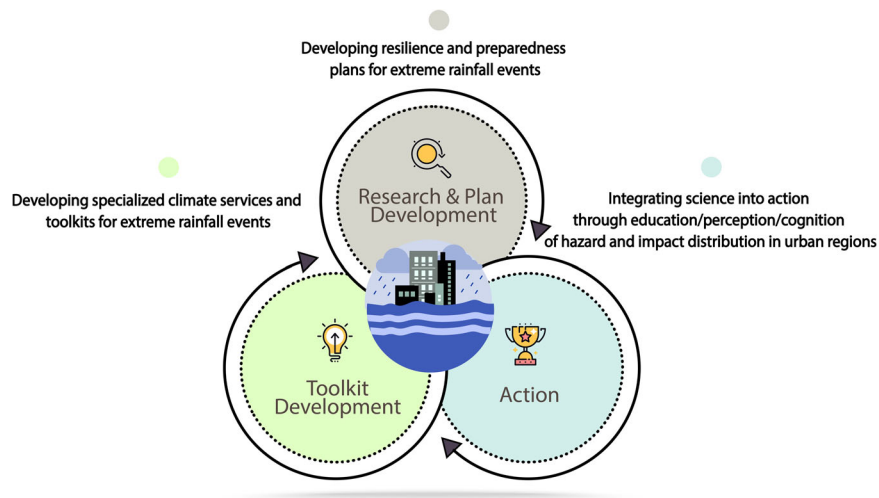 Developing resilience and preparedness
plans for extreme rainfall events
Developing specialized climate services and
toolkits for extreme rainfall events
Integrating science into action
through education/perception/cognition
of hazard and impact distribution in urban regions
Research & Plan
Development
Toolkit
Development
Action